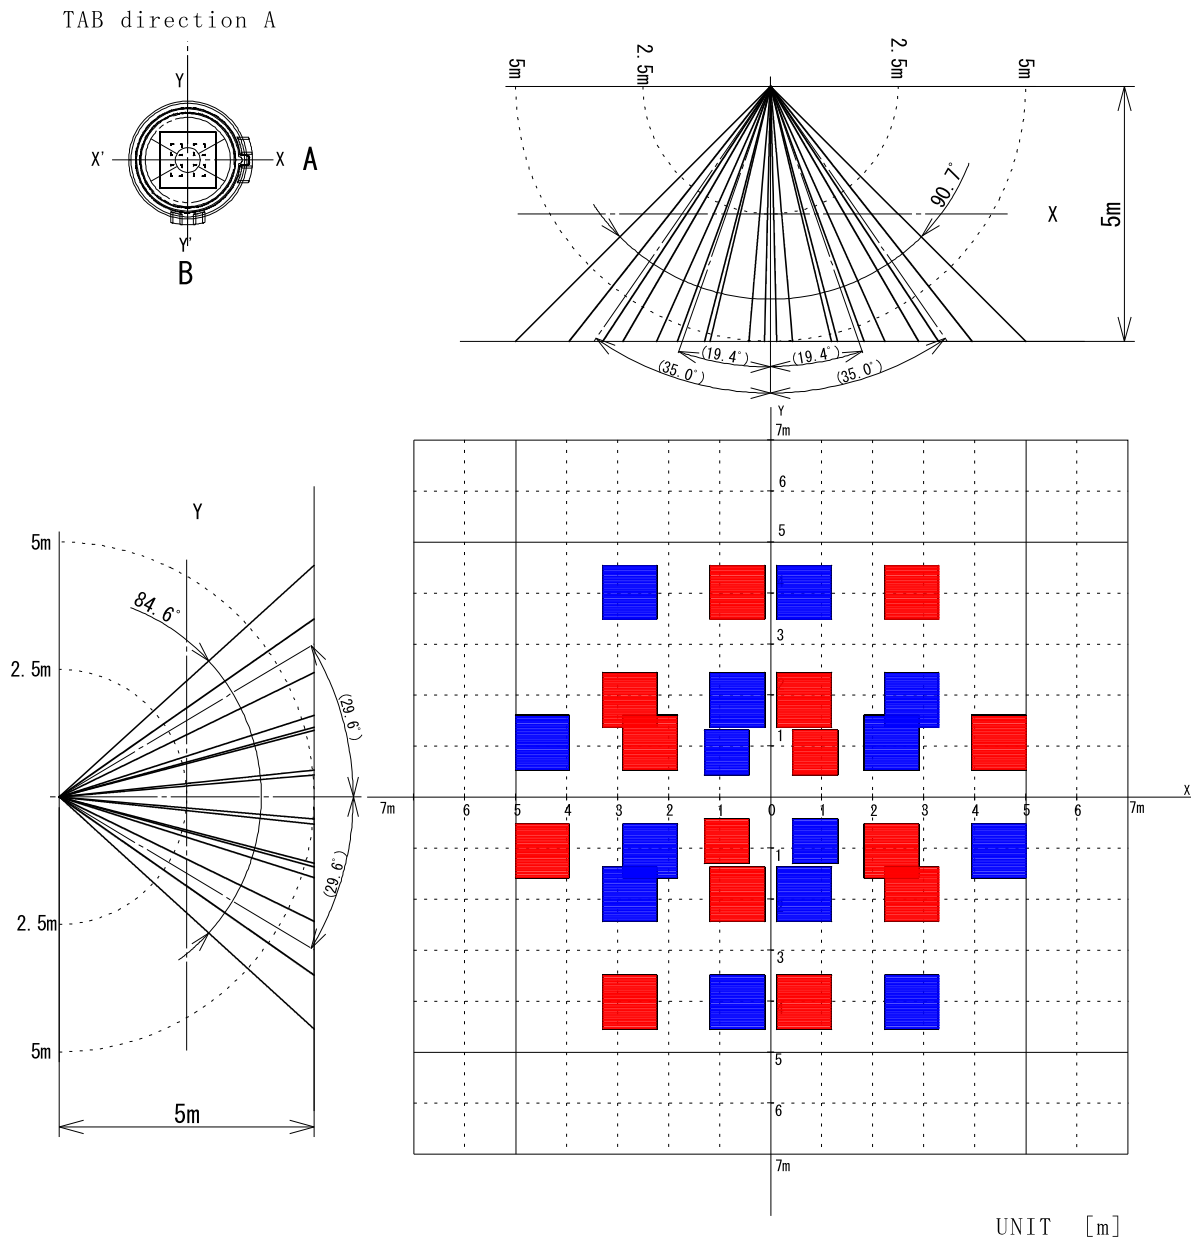 TAB direction A
Y
X'
X
A
Y'
B
5m
2.5m
2.5m
5m
90.7°
X
5m
(19.4°)
(19.4°)
(35.0°)
(35.0°)
Y
5m
84.6°
2.5m
(29.6°)
(29.6°)
2.5m
5m
5m
Y
7m
6
5
3
1
7m
6
5
4
3
2
1
0
1
2
3
4
5
6
7m
X
1
3
5
6
7m
UNIT [m]